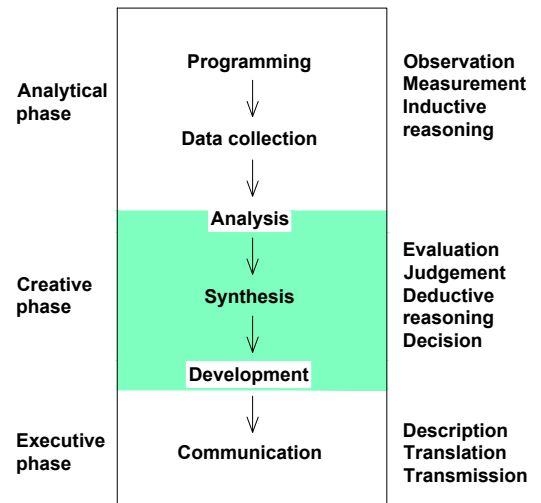 Analytical
phase
Programming
Data collection
Observation
Measurement
Inductive
reasoning
Creative
phase
Analysis
Synthesis
Development
Evaluation
Judgement
Deductive
reasoning
Decision
Executive
phase
Communication
Description
Translation
Transmission